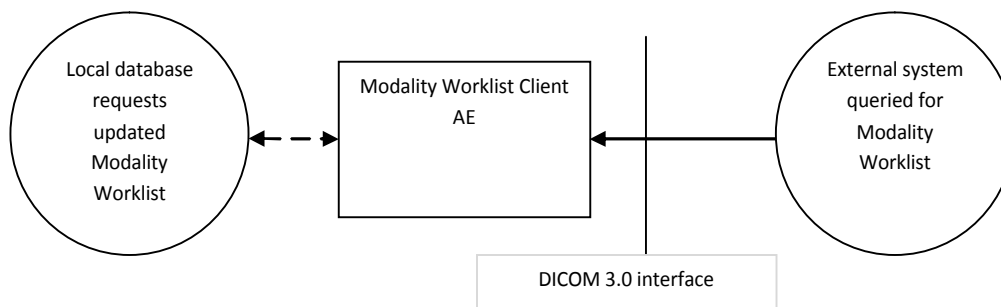 Local database
requests
updated
Modality
Worklist
Modality Worklist Client
AE
External system
queried for
Modality
Worklist
DICOM 3.0 interface